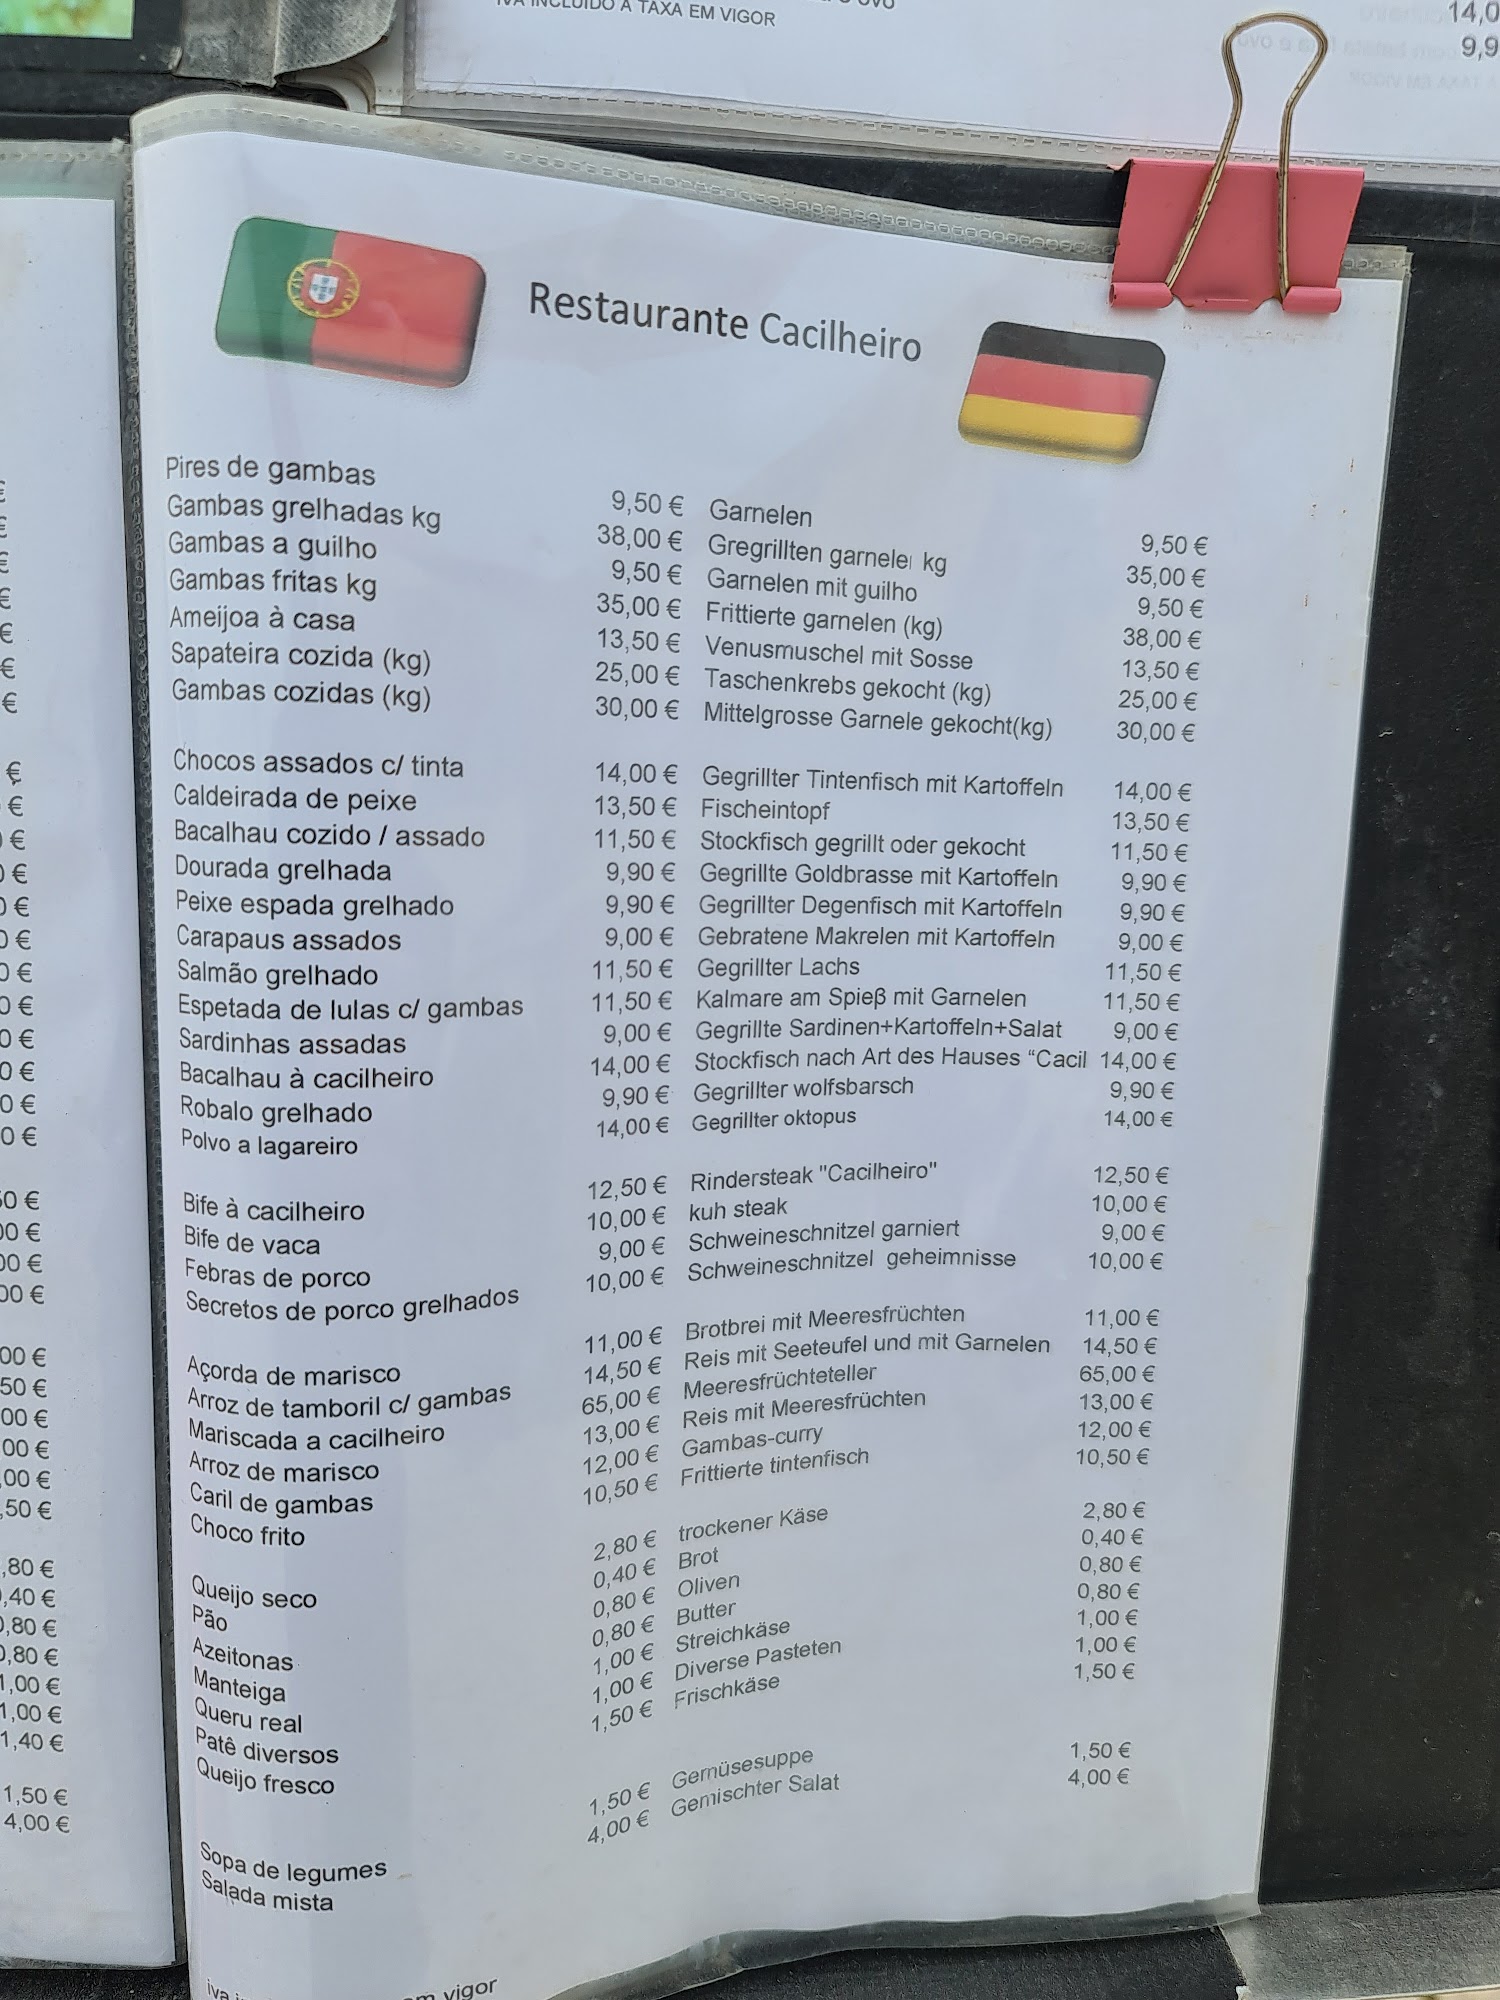 IVA INCLUÍDO À TAXA EM VIGOR
14,0
9,9
Restaurante Cacilheiro
Pires de gambas 9,50 € Garnelen 9,50 €
Gambas grelhadas kg 38,00 € Gregrillten garnelel kg 35,00 €
Gambas a guilho 9,50 € Garnelen mit guilho 9,50 €
Gambas fritas kg 35,00 € Frittierte garnelen (kg) 38,00 €
Ameijoa à casa 13,50 € Venusmuschel mit Sosse 13,50 €
Sapateira cozida (kg) 25,00 € Taschenkrebs gekocht (kg) 25,00 €
Gambas cozidas (kg) 30,00 € Mittelgrosse Garnele gekocht(kg) 30,00 €
Chocos assados c/ tinta 14,00 € Gegrillter Tintenfisch mit Kartoffeln 14,00 €
Caldeirada de peixe 13,50 € Fischeintopf 13,50 €
Bacalhau cozido / assado 11,50 € Stockfisch gegrillt oder gekocht 11,50 €
Dourada grelhada 9,90 € Gegrillte Goldbrasse mit Kartoffeln 9,90 €
Peixe espada grelhado 9,90 € Gegrillter Degenfisch mit Kartoffeln 9,90 €
Carapaus assados 9,00 € Gebratene Makrelen mit Kartoffeln 9,00 €
Salmão grelhado 11,50 € Gegrillter Lachs 11,50 €
Espetada de lulas c/ gambas 11,50 € Kalmare am Spieβ mit Garnelen 11,50 €
Sardinhas assadas 9,00 € Gegrillte Sardinen+Kartoffeln+Salat 9,00 €
Bacalhau à cacilheiro 14,00 € Stockfisch nach Art des Hauses “Cacil 14,00 €
Robalo grelhado 9,90 € Gegrillter wolfsbarsch 9,90 €
Polvo a lagareiro 14,00 € Gegrillter oktopus 14,00 €
Bife à cacilheiro 12,50 € Rindersteak "Cacilheiro" 12,50 €
Bife de vaca 10,00 € kuh steak 10,00 €
Febras de porco 9,00 € Schweineschnitzel garniert 9,00 €
Secretos de porco grelhados 10,00 € Schweineschnitzel geheimnisse 10,00 €
Açorda de marisco 11,00 € Brotbrei mit Meeresfrüchten 11,00 €
Arroz de tamboril c/ gambas 14,50 € Reis mit Seeteufel und mit Garnelen 14,50 €
Mariscada a cacilheiro 65,00 € Meeresfrüchteteller 65,00 €
Arroz de marisco 13,00 € Reis mit Meeresfrüchten 13,00 €
Caril de gambas 12,00 € Gambas-curry 12,00 €
Choco frito 10,50 € Frittierte tintenfisch 10,50 €
Queijo seco 2,80 € trockener Käse 2,80 €
Pão 0,40 € Brot 0,40 €
Azeitonas 0,80 € Oliven 0,80 €
Manteiga 0,80 € Butter 0,80 €
Queru real 1,00 € Streichkäse 1,00 €
Patê diversos 1,00 € Diverse Pasteten 1,00 €
Queijo fresco 1,50 € Frischkäse 1,50 €
Sopa de legumes 1,50 € Gemüsesuppe 1,50 €
Salada mista 4,00 € Gemischter Salat 4,00 €
iva vigor